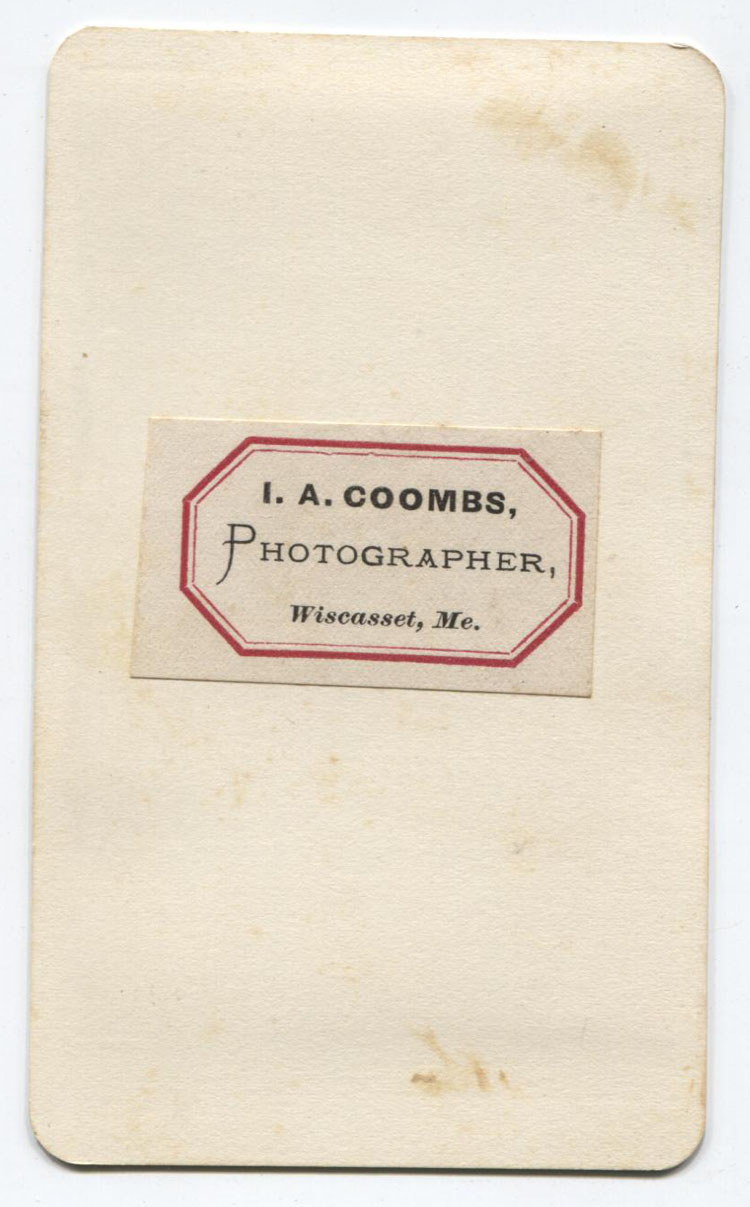 I. A. COOMBS,
PHOTOGRAPHER,
Wiscasset, Me.